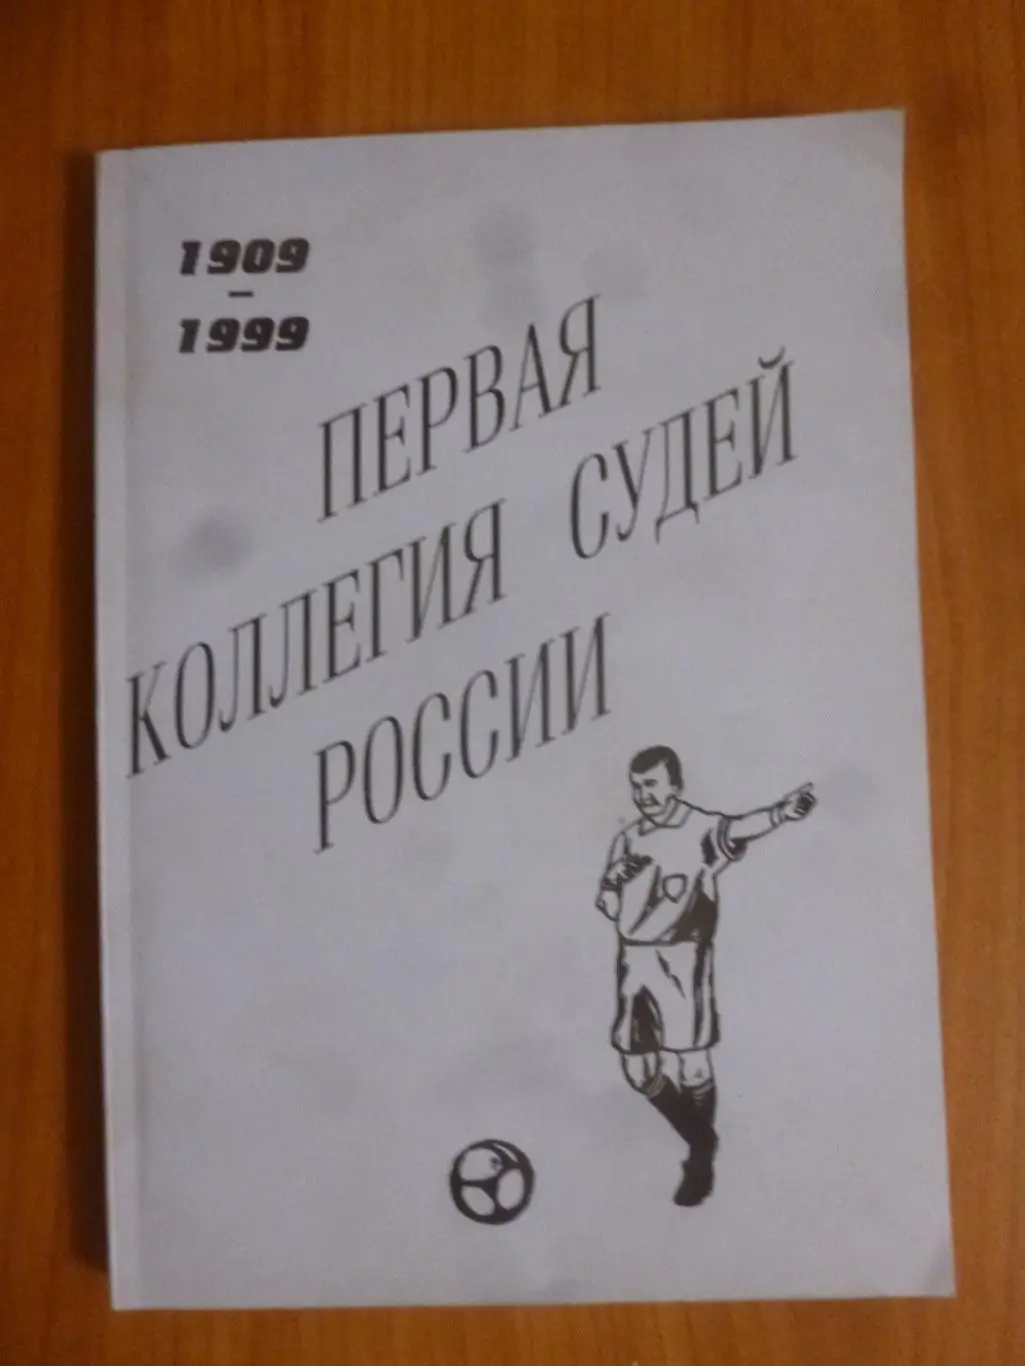 1909
–
1999
ПЕРВАЯ
КОЛЛЕГИЯ СУДЕЙ
РОССИИ